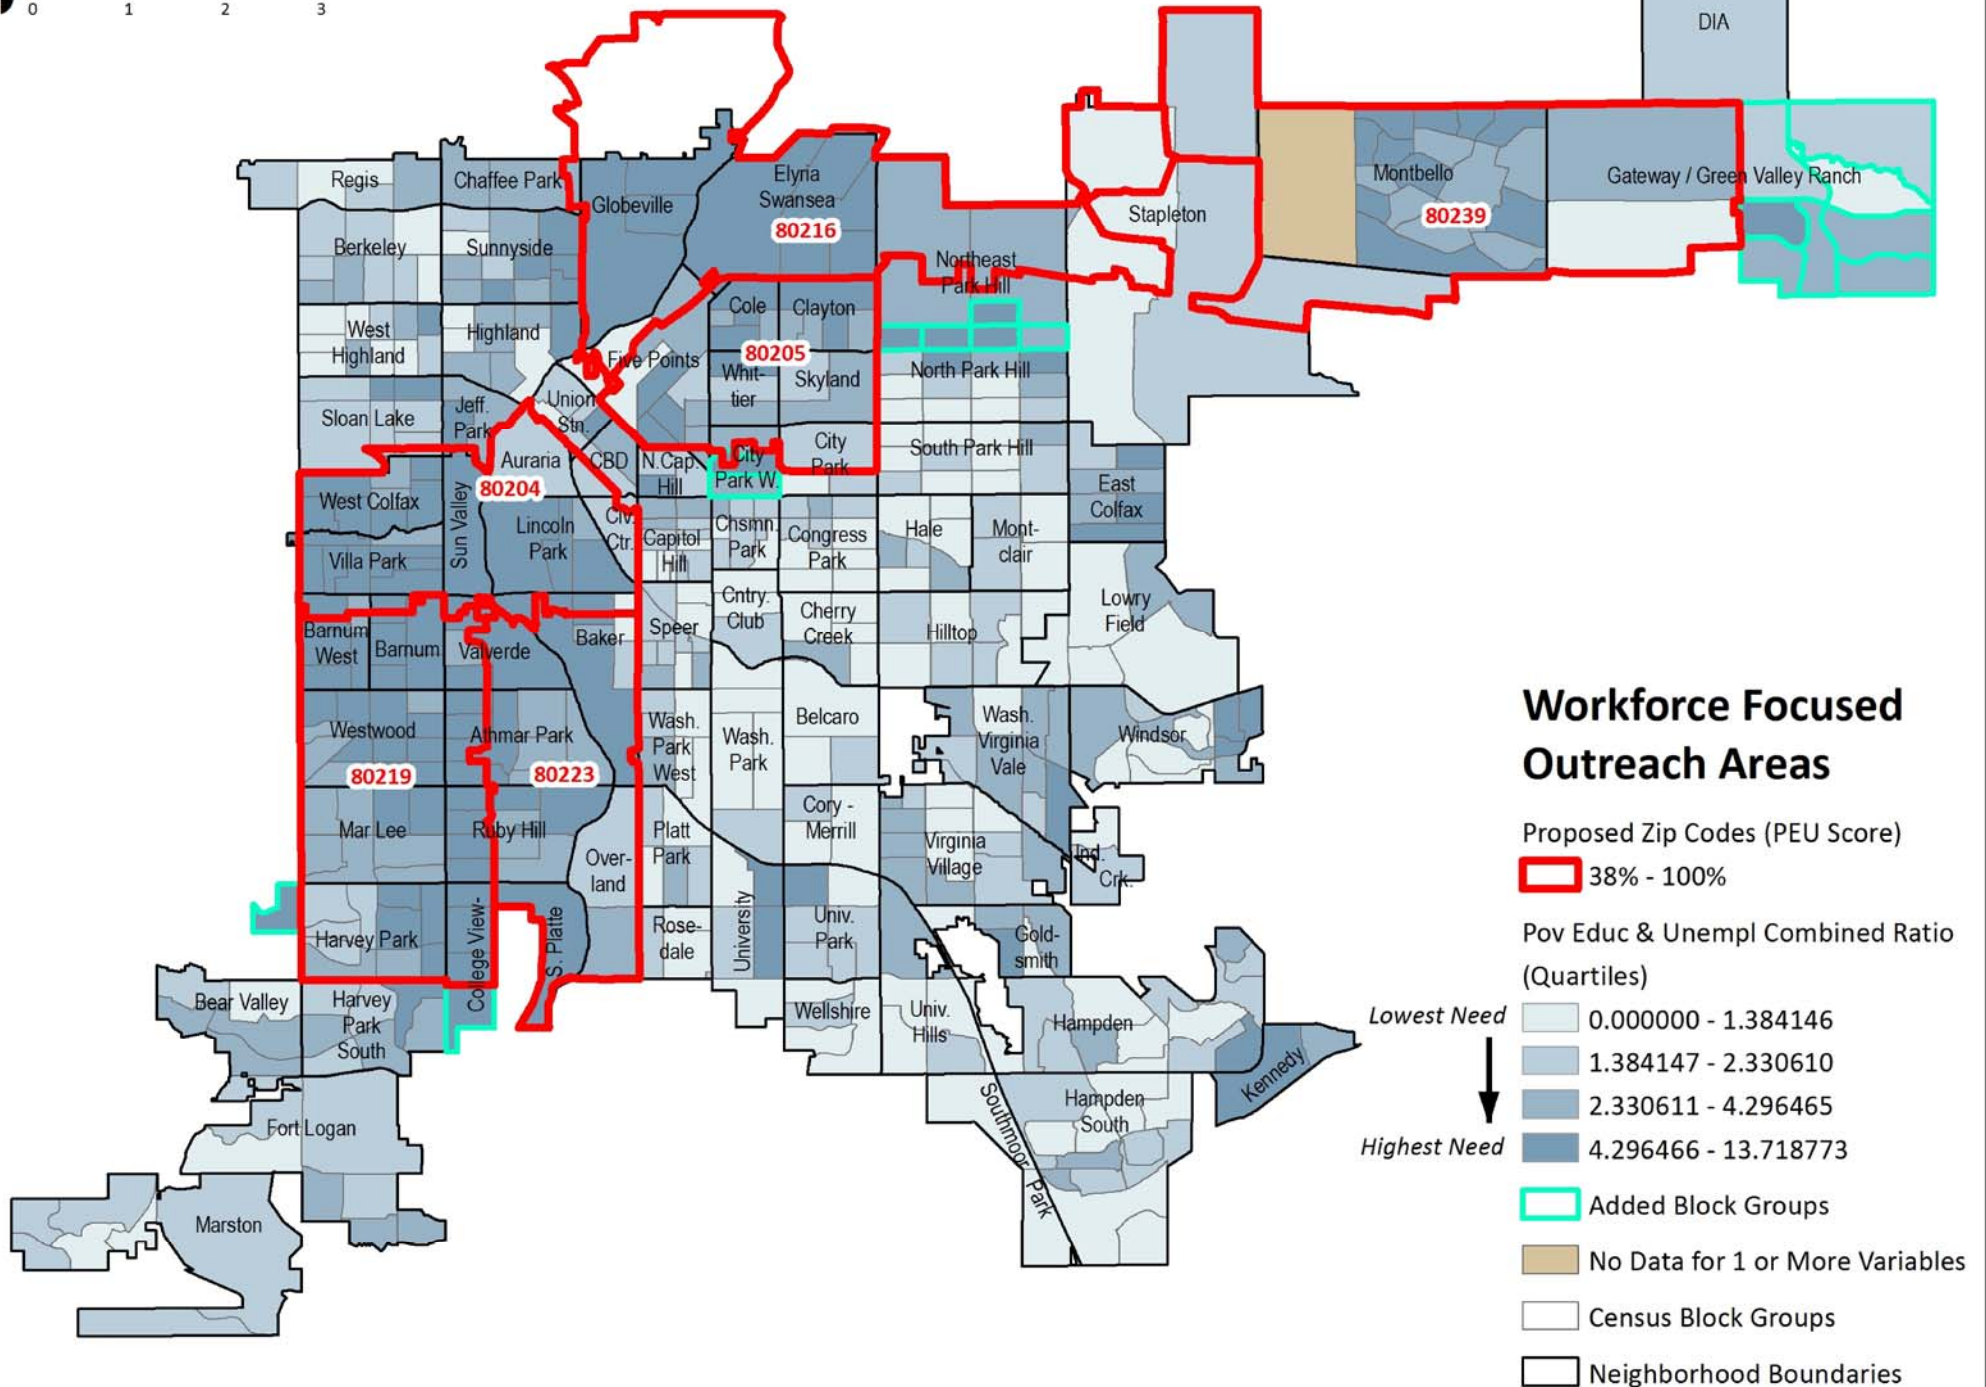 0 1 2 3
DIA
Regis
Chaffee Park
Globeville
Elyria
Swansea
80216
Montbello
80239
Gateway / Green Valley Ranch
Stapleton
Berkeley
Sunnyside
Northeast
Park Hill
West
Highland
Highland
Cole
Clayton
Five Points
80205
Whit-
tier
Skyland
North Park Hill
Sloan Lake
Jeff.
Park
Union
Stn.
Auraria
CBD
N.Cap.
Hill
City
Park W.
City
Park
South Park Hill
80204
West Colfax
Sun Valley
Lincoln
Park
Civ.
Ctr.
Capitol
Hill
Chsmn.
Park
Congress
Park
Hale
Mont-
clair
East
Colfax
Villa Park
Cntry.
Club
Cherry
Creek
Hilltop
Lowry
Field
Barnum
West
Barnum
Valverde
Baker
Speer
Westwood
Athmar Park
80219
80223
Wash.
Park
West
Wash.
Park
Belcaro
Wash.
Virginia
Vale
Windsor
Mar Lee
Ruby Hill
Over-
land
Platt
Park
Cory -
Merrill
Virginia
Village
Ind.
Crk.
Harvey Park
College View-
S. Platte
Rose-
dale
University
Univ.
Park
Gold-
smith
Bear Valley
Harvey
Park
South
Wellshire
Univ.
Hills
Hampden
Kennedy
Fort Logan
Southmoor Park
Hampden
South
Marston
Workforce Focused
Outreach Areas
Proposed Zip Codes (PEU Score)
38% - 100%
Pov Educ & Unempl Combined Ratio
(Quartiles)
Lowest Need
0.000000 - 1.384146
1.384147 - 2.330610
2.330611 - 4.296465
Highest Need
4.296466 - 13.718773
Added Block Groups
No Data for 1 or More Variables
Census Block Groups
Neighborhood Boundaries